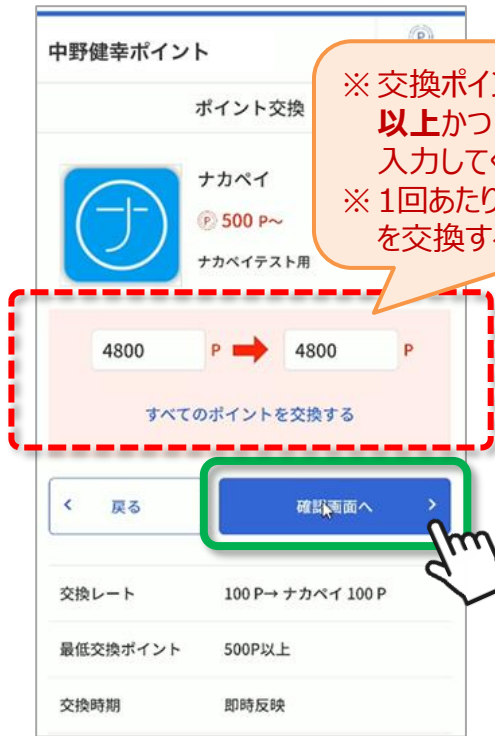 中野健幸ポイント
P
※交換ポイン
以上かつ
入力して
※1回あたり
を交換す
ポイント交換
ナ
ナカペイ
P 500 P～
ナカペイテスト用
4800 P 4800 P
すべてのポイントを交換する
戻る
確認画面へ
交換レート 100 P→ ナカペイ 100 P
最低交換ポイント 500P以上
交換時期 即時反映